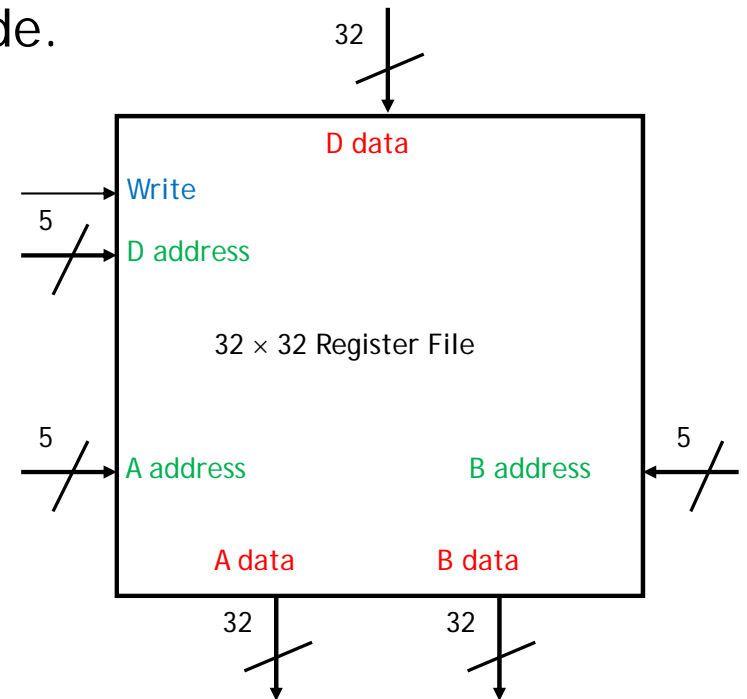 de.
32
D data
Write
5
D address
32 × 32 Register File
5
5
A address
B address
A data
B data
32
32